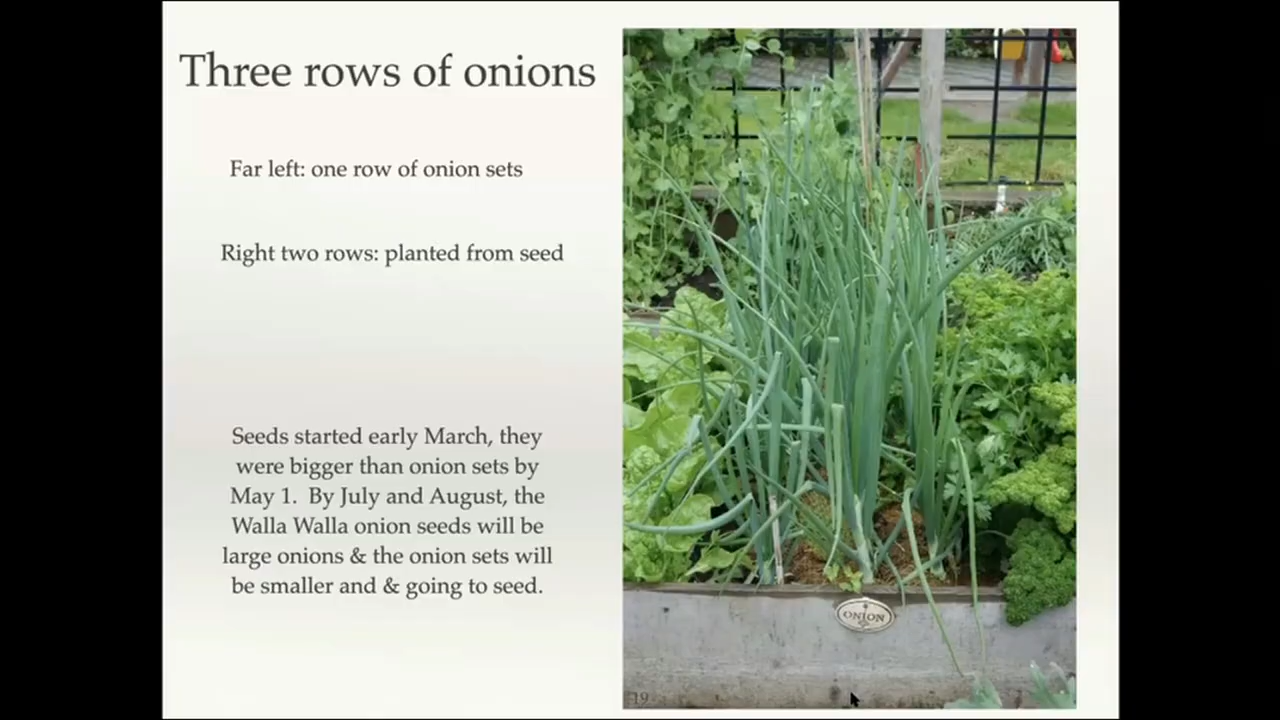 Three rows of onions
Far left: one row of onion sets
Right two rows: planted from seed
Seeds started early March, they
were bigger than onion sets by
May 1. By July and August, the
Walla Walla onion seeds will be
large onions & the onion sets will
be smaller and & going to seed.
ONION
19